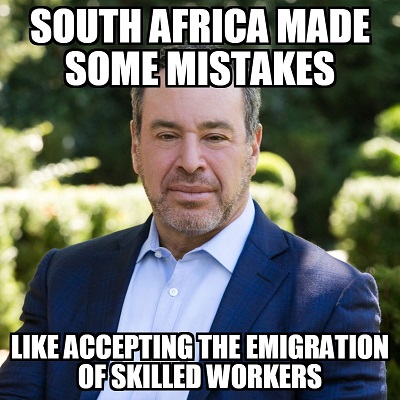 SOUTH AFRICA MADE
SOME MISTAKES
LIKE ACCEPTING THE EMIGRATION
OF SKILLED WORKERS